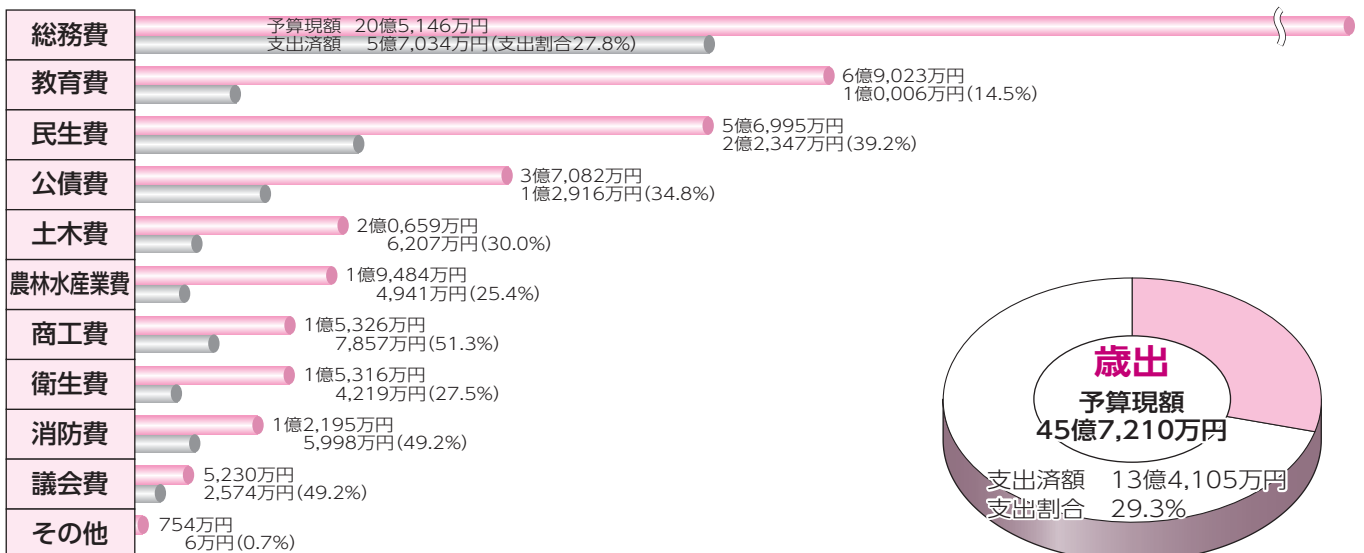 総務費
予算現額 20億5,146万円
支出済額 5億7,034万円(支出割合27.8%)
教育費
6億9,023万円
1億0,006万円(14.5%)
民生費
5億6,995万円
2億2,347万円(39.2%)
公債費
3億7,082万円
1億2,916万円(34.8%)
土木費
2億0,659万円
6,207万円(30.0%)
農林水産業費
1億9,484万円
4,941万円(25.4%)
商工費
1億5,326万円
7,857万円(51.3%)
衛生費
1億5,316万円
4,219万円(27.5%)
消防費
1億2,195万円
5,998万円(49.2%)
議会費
5,230万円
2,574万円(49.2%)
その他
754万円
6万円(0.7%)
歳出
予算現額
45億7,210万円
支出済額 13億4,105万円
支出割合 29.3%